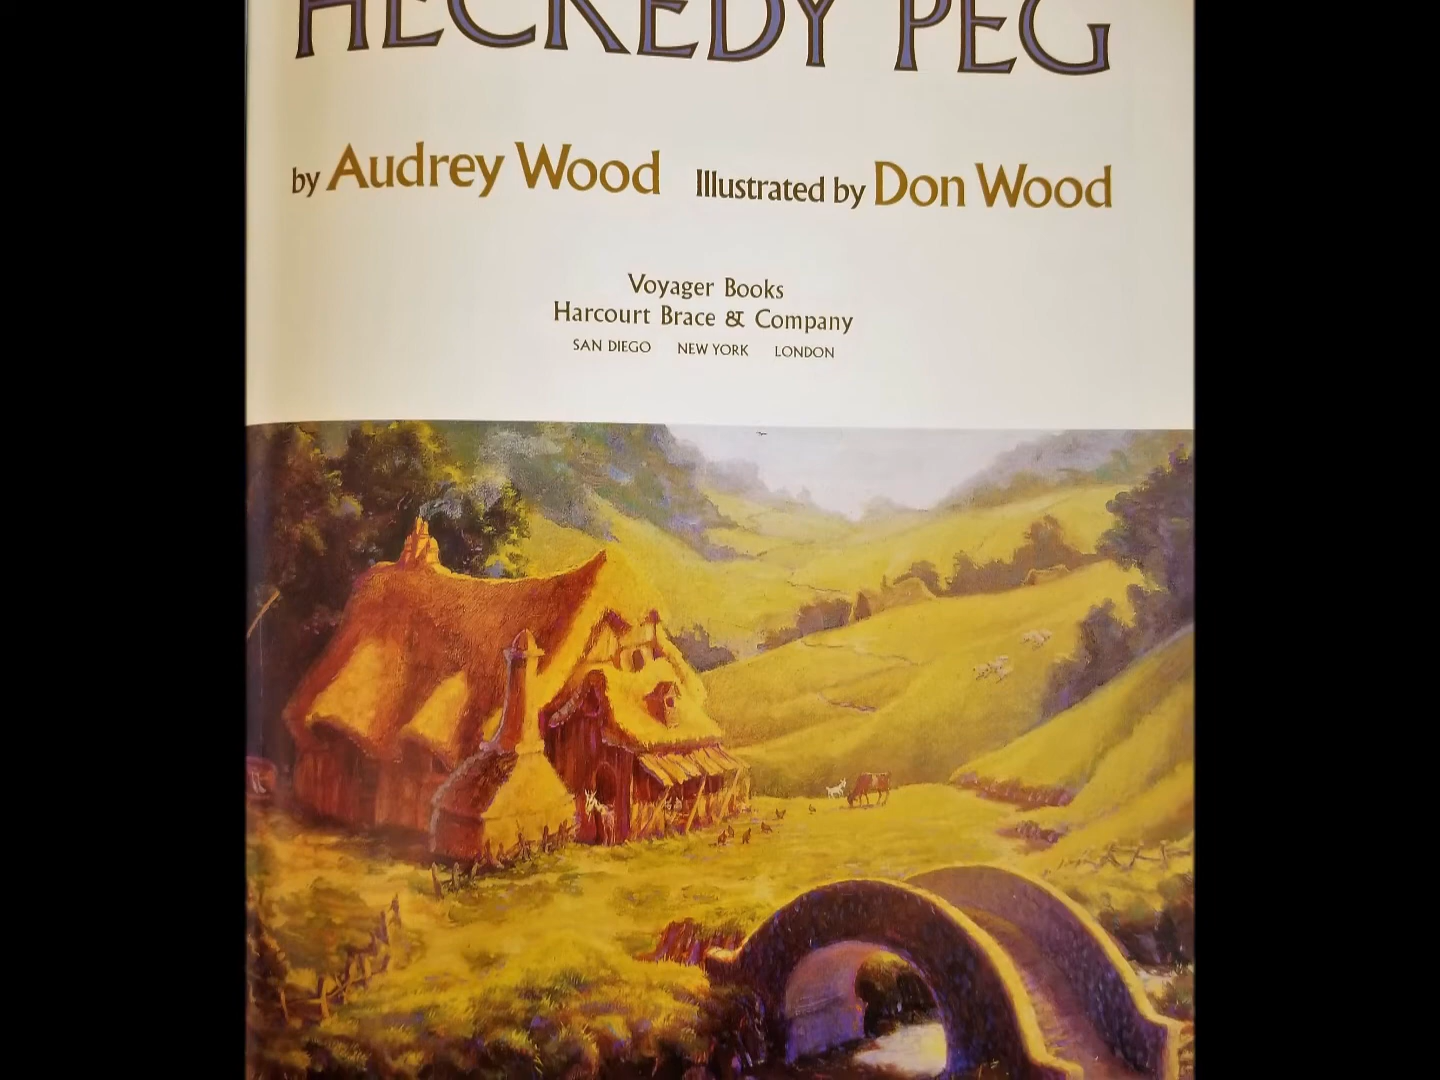 HECKEDY PEG
by Audrey Wood Illustrated by Don Wood
Voyager Books
Harcourt Brace & Company
SAN DIEGO NEW YORK LONDON